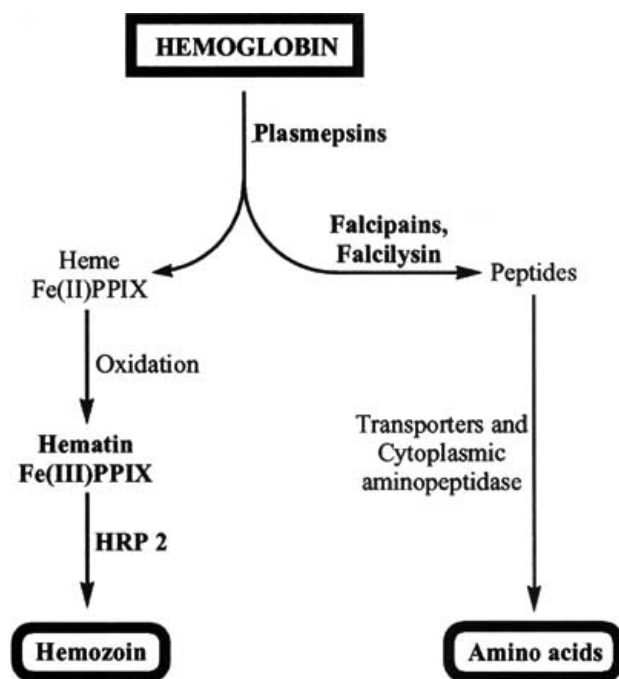 HEMOGLOBIN
Plasmepsins
Falcipains,
Falcilysin
Heme
Fe(II)PPIX
Peptides
Oxidation
Hematin
Fe(III)PPIX
Transporters and
Cytoplasmic
aminopeptidase
HRP 2
Hemozoin
Amino acids